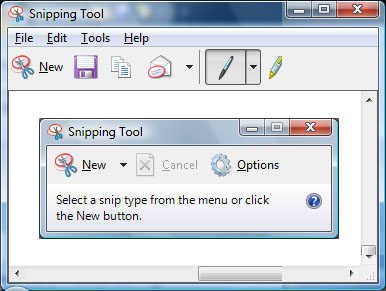 Snipping Tool
File Edit Tools Help
New
Snipping Tool
New Cancel Options
Select a snip type from the menu or click
the New button.